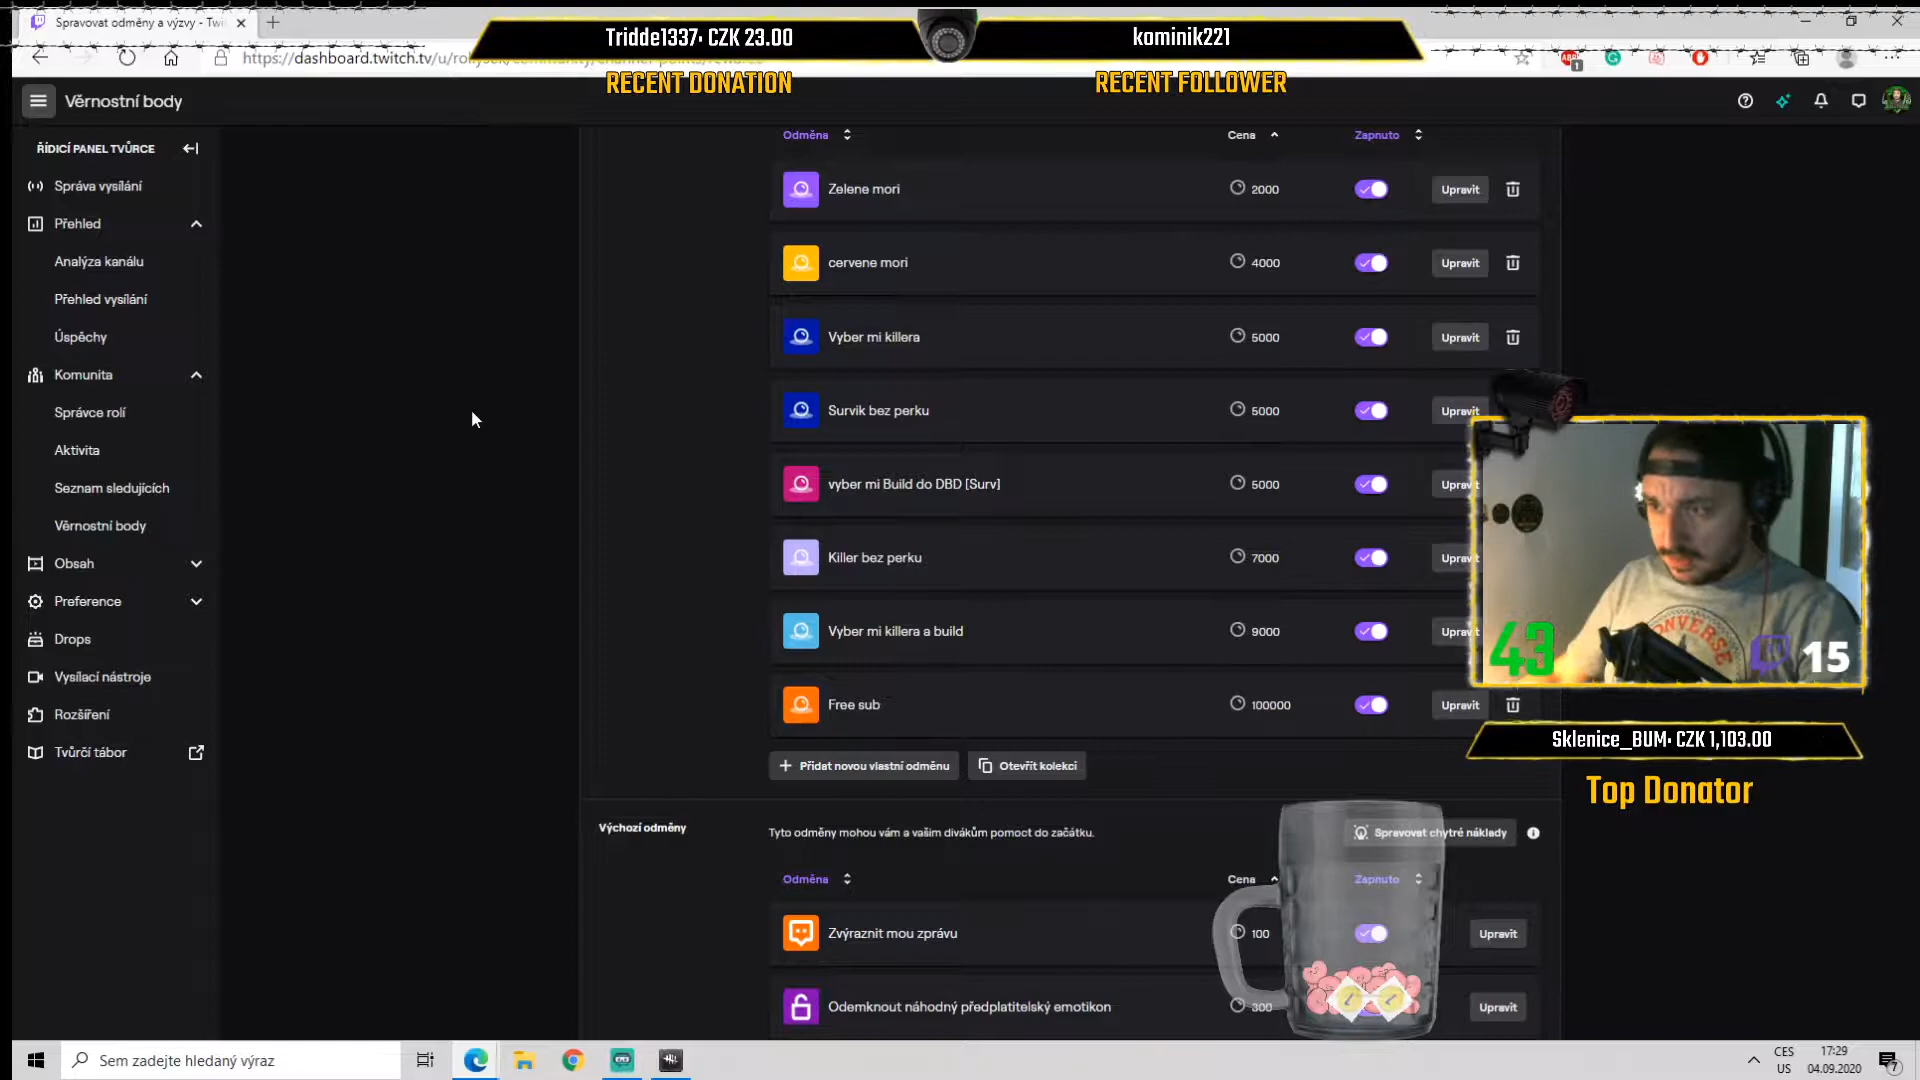 Spravovat odměny a výzvy - Twi
Tridde1337: CZK 23.00
kominik221
https://dashboard.twitch.tv/u/
RECENT DONATION
RECENT FOLLOWER
1
Věrnostní body
ŘÍDICÍ PANEL TVŮRCE
Správa vysílání
Přehled
Analýza kanálu
Přehled vysílání
Úspěchy
Komunita
Správce rolí
Aktivita
Seznam sledujících
Věrnostní body
Obsah
Preference
Drops
Vysílací nástroje
Rozšíření
Tvůrčí tábor
Odměna
Cena
Zapnuto
Zelene mori
2000
Upravit
cervene mori
4000
Upravit
Vyber mi killera
5000
Upravit
Survik bez perku
5000
Upravit
vyber mi Build do DBD [Surv]
5000
Upravit
Killer bez perku
7000
Upravit
Vyber mi killera a build
9000
Upravit
Free sub
100000
Upravit
Přidat novou vlastní odměnu
Otevřít kolekci
CONVERSE
43
15
Sklenice_BUM: CZK 1,103.00
Top Donator
Výchozí odměny
Tyto odměny mohou vám a vašim divákům pomoct do začátku.
Spravovat chytré náklady
Odměna
Cena
Zapnuto
Zvýraznit mou zprávu
100
Upravit
Odemknout náhodný předplatitelský emotikon
300
Upravit
Sem zadejte hledaný výraz
CES
US
17:29
04.09.2020
7